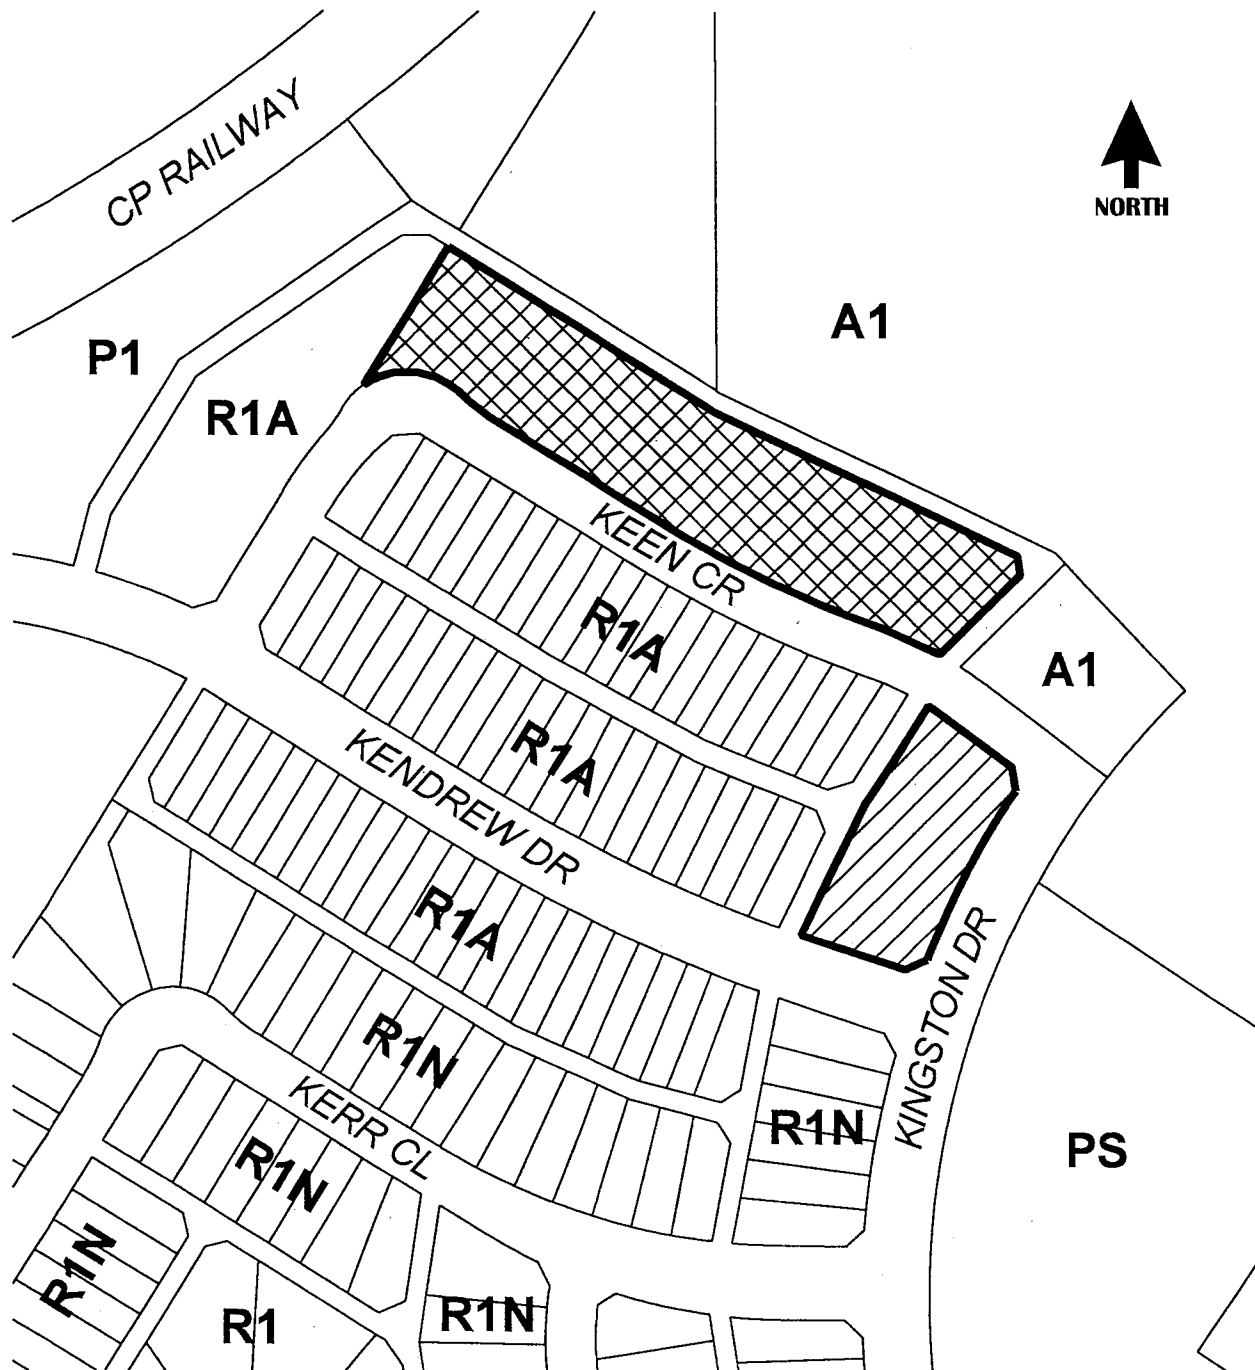 CP RAILWAY
NORTH
A1
P1
R1A
KEEN CR
R1A
A1
R1A
KENDREW DR
R1A
KINGSTON DR
R1N
R1N
KERR CL
PS
R1N
R1N
R1
R1N